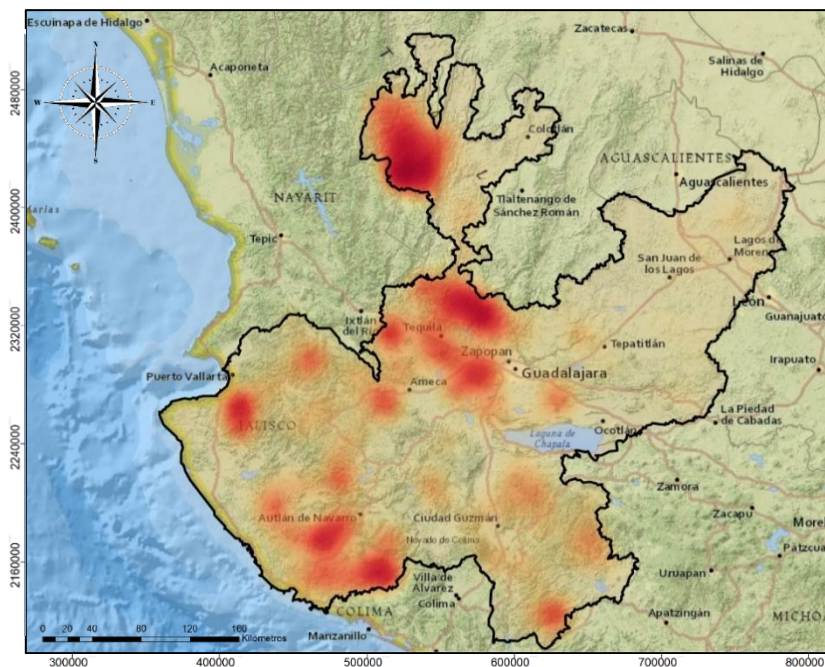 Escuinapa de Hidalgo
Zacatecas
Salinas de
Hidalgo
Acaponeta
N
W
E
S
Colotlán
AGUASCALIENTES
Aguascalientes
NAYARIT
Tlaltenango de
Sánchez Román
Tepic
Lagos de
Moreno
San Juan de
los Lagos
León
Guanajuato
Ixtlán
del Rí
Tequila
Tepatitlán
Zapopan
Guadalajara
Irapuato
Puerto Vallarta
Ameca
La Piedad
de Cabadas
JALISCO
Ocotlán
Laguna de
Chapala
Zamora
Autlán de Navarro
Ciudad Guzmán
Zacapu
More
Nevado de Colima
Pátzcua
Villa de
Álvarez
Colima
Uruapan
Apatzingán
COLIMA
Manzanillo
MICHOA
0 20 40 80 120 160
Kilómetros
2480000
2400000
2320000
2240000
2160000
300000 400000 500000 600000 700000 800000